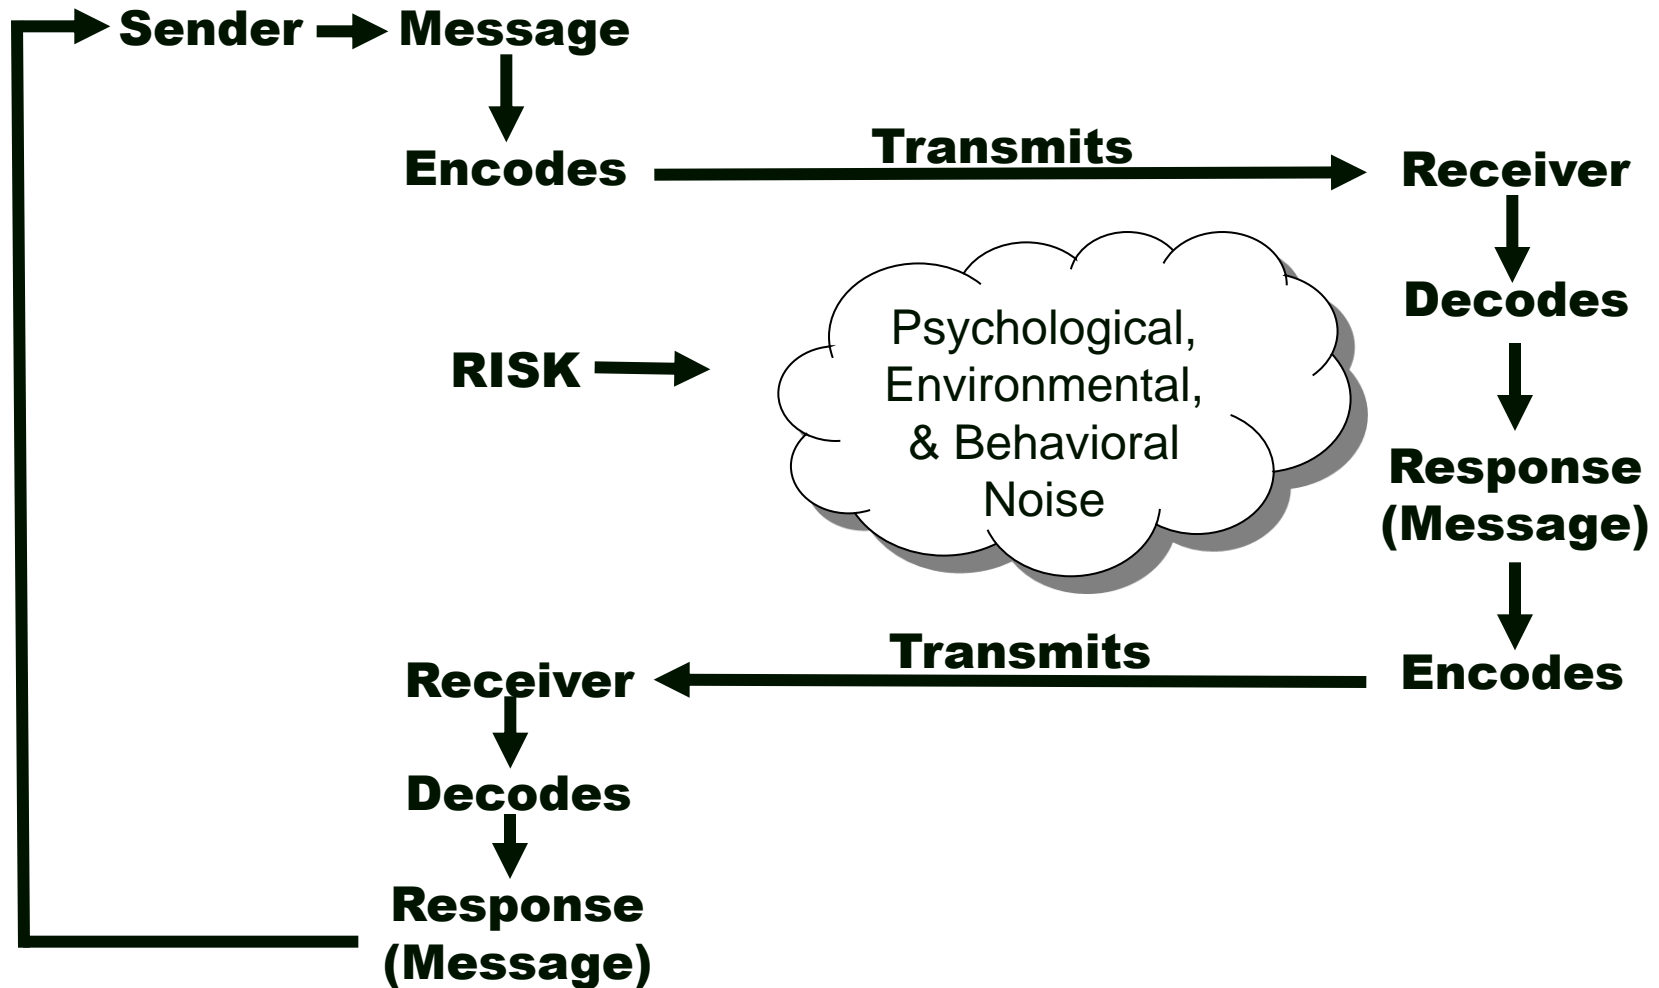 Sender
Message
Encodes
Transmits
Receiver
Decodes
RISK
Psychological,
Environmental,
& Behavioral
Noise
Response
(Message)
Encodes
Transmits
Receiver
Decodes
Response
(Message)